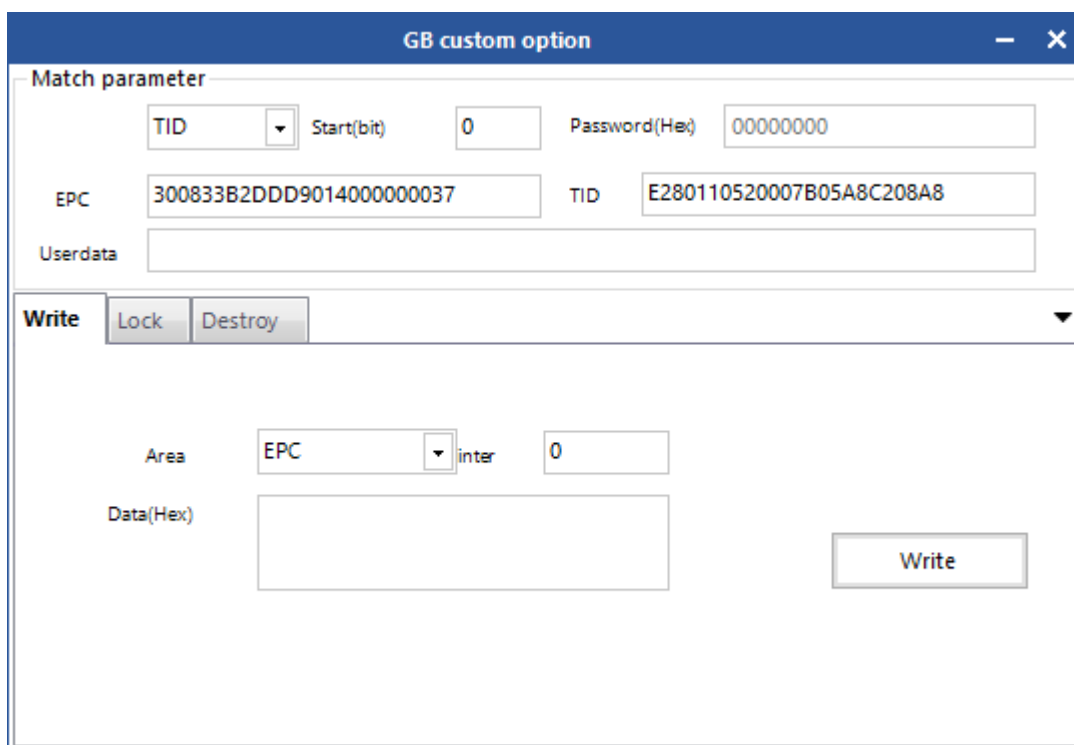 GB custom option
Match parameter
TID Start(bit) 0 Password(Hex) 00000000
EPC 300833B2DDD9014000000037 TID E280110520007B05A8C208A8
Userdata
Write Lock Destroy
Area EPC inter 0
Data(Hex)
Write